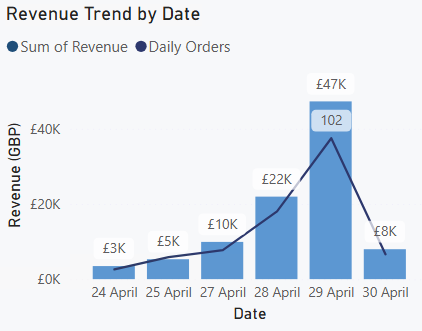 Revenue Trend by Date
Sum of Revenue Daily Orders
£47K
£40K
102
£22K
£20K
£10K
£8K
£5K
£3K
£0K
Revenue (GBP)
24 April 25 April 27 April 28 April 29 April 30 April
Date